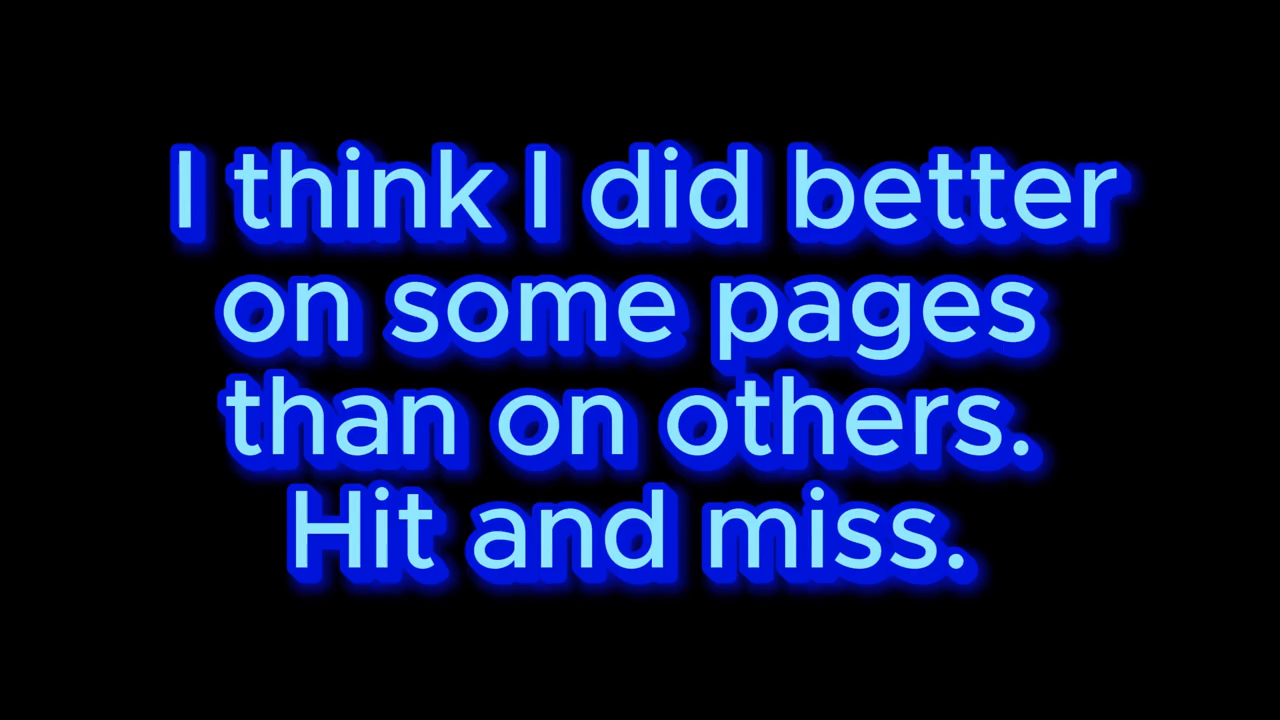 I think I did better
on some pages
than on others.
Hit and miss.